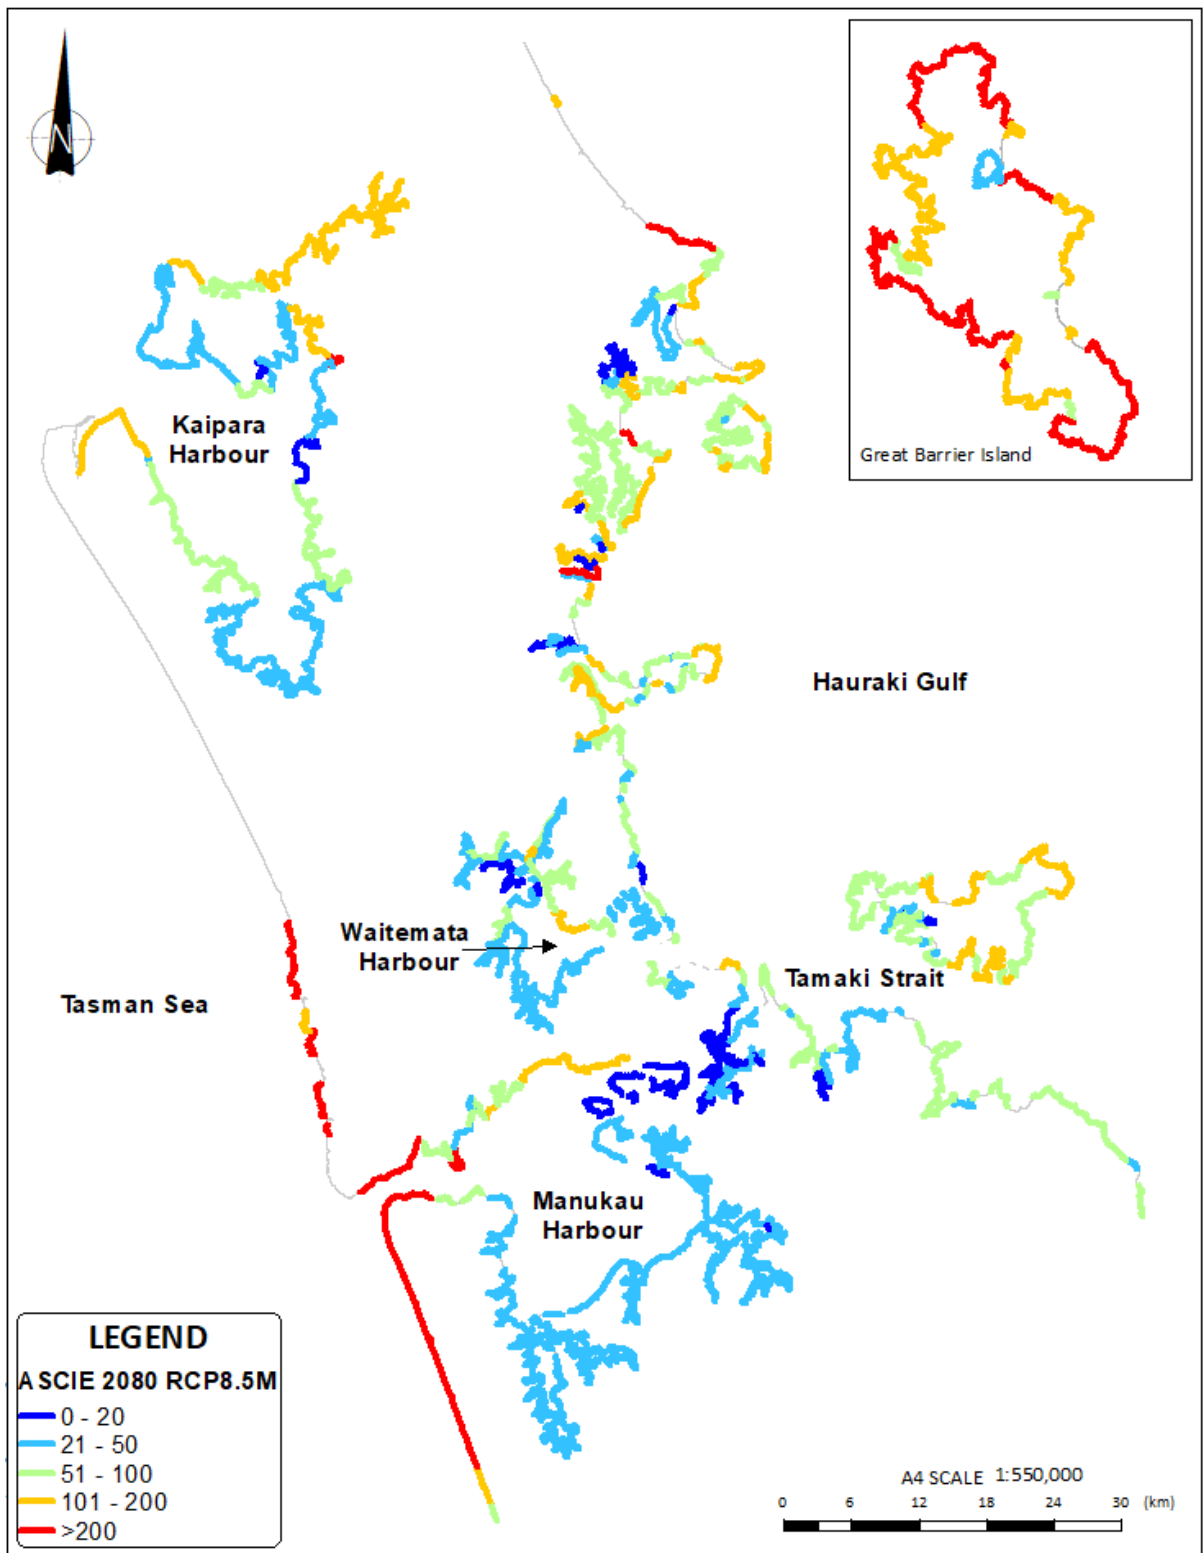 N
Great Barrier Island
Kaipara
Harbour
Hauraki Gulf
Waitemata
Harbour
Tamaki Strait
Tasman Sea
Manukau
Harbour
LEGEND
ASCIE 2080 RCP8.5M
0 - 20
21 - 50
51 - 100
101 - 200
>200
A4 SCALE 1:550,000
0 6 12 18 24 30 (km)